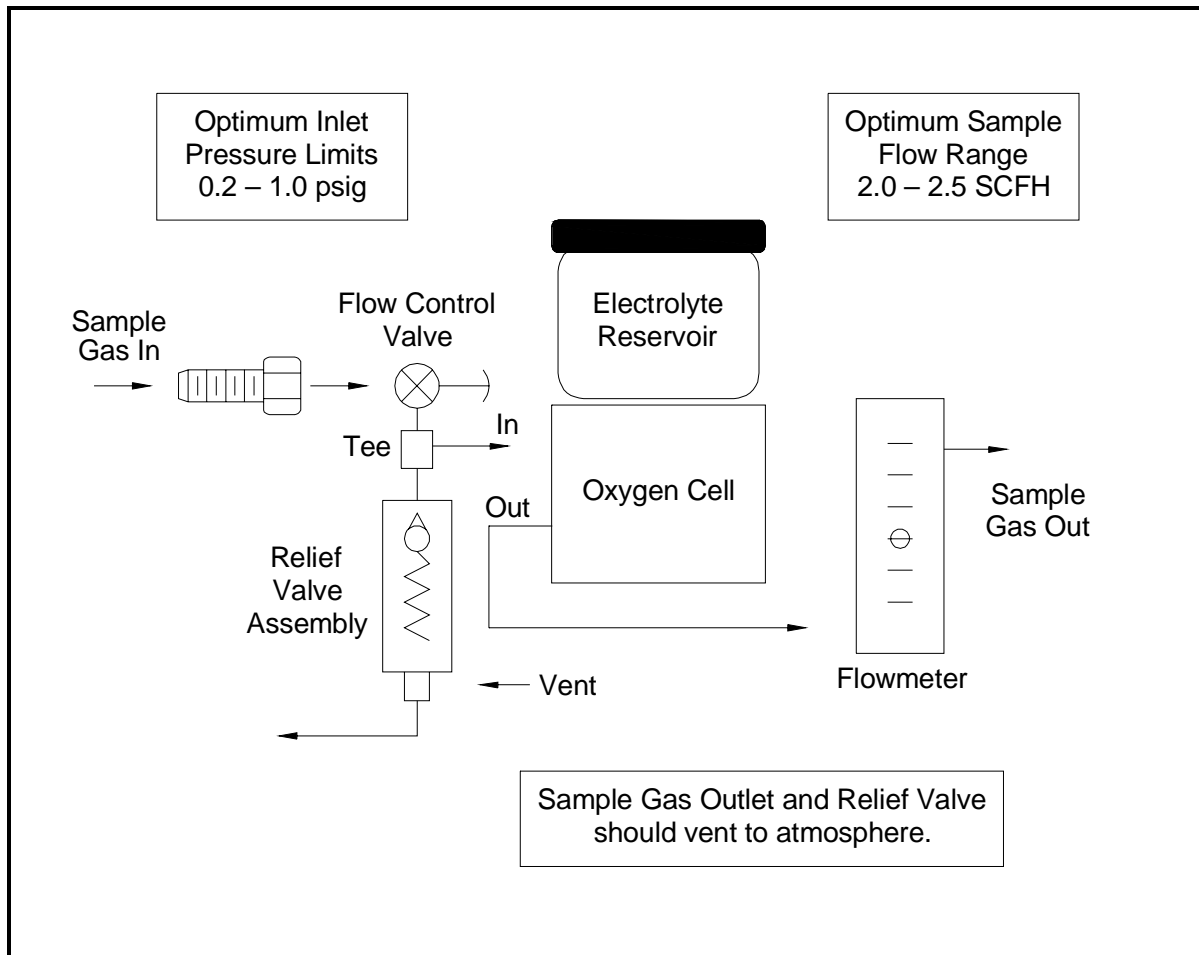 Optimum Inlet
Pressure Limits
0.2 – 1.0 psig
Optimum Sample
Flow Range
2.0 – 2.5 SCFH
Electrolyte
Reservoir
Flow Control
Valve
Sample
Gas In
In
Tee
Oxygen Cell
Out
Sample
Gas Out
Relief
Valve
Assembly
Flowmeter
Vent
Sample Gas Outlet and Relief Valve
should vent to atmosphere.